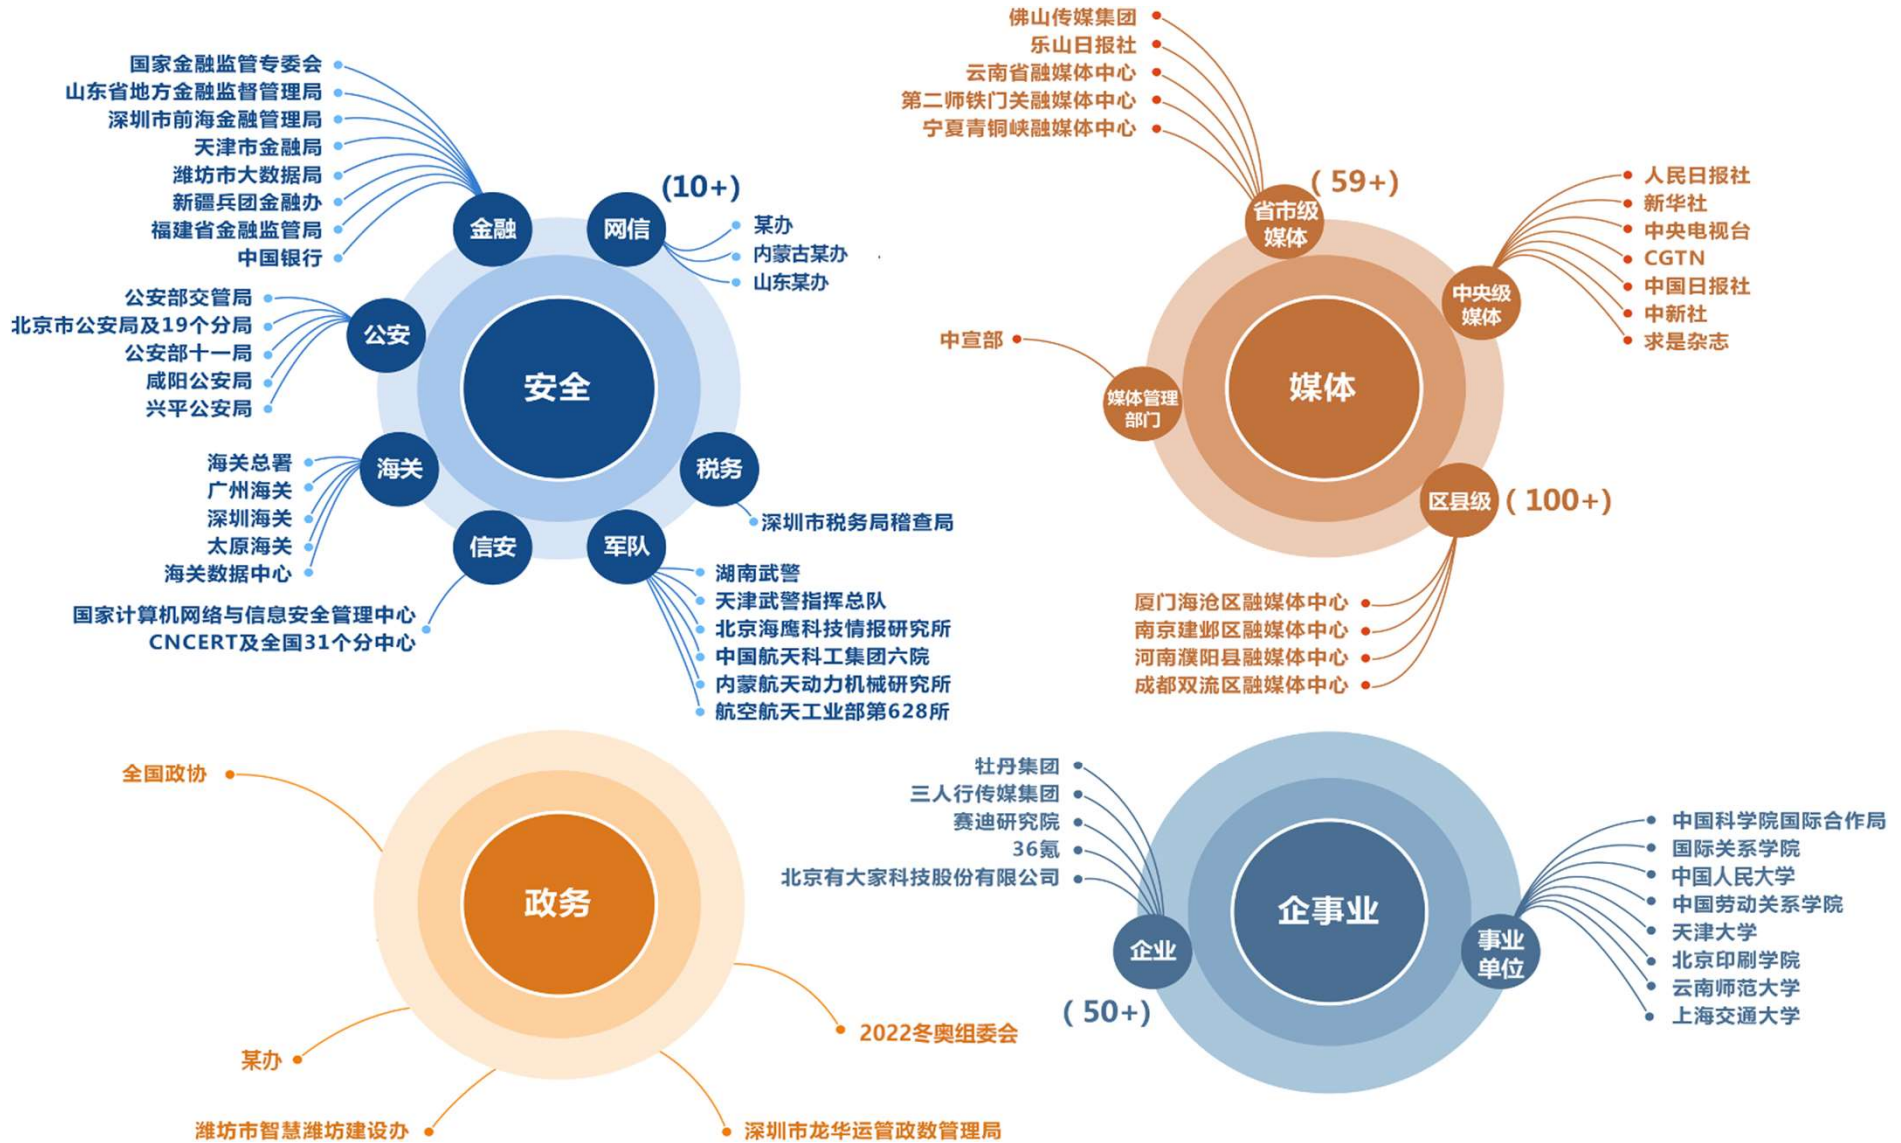 国家金融监管专委会
山东省地方金融监督管理局
深圳市前海金融管理局
天津市金融局
潍坊市大数据局
新疆兵团金融办
福建省金融监管局
中国银行
金融
网信
(10+)
某办
内蒙古某办
山东某办
公安部交管局
北京市公安局及19个分局
公安部十一局
咸阳公安局
兴平公安局
公安
安全
海关总署
广州海关
深圳海关
太原海关
海关数据中心
海关
税务
深圳市税务局稽查局
信安
国家计算机网络与信息安全管理中心
CNCERT及全国31个分中心
军队
湖南武警
天津武警指挥总队
北京海鹰科技情报研究所
中国航天科工集团六院
内蒙航天动力机械研究所
航空航天工业部第628所
佛山传媒集团
乐山日报社
云南省融媒体中心
第二师铁门关融媒体中心
宁夏青铜峡融媒体中心
省市级
媒体
( 59+)
人民日报社
新华社
中央电视台
CGTN
中国日报社
中新社
求是杂志
中央级
媒体
中宣部
媒体管理
部门
媒体
区县级
( 100+)
厦门海沧区融媒体中心
南京建邺区融媒体中心
河南濮阳县融媒体中心
成都双流区融媒体中心
全国政协
政务
2022冬奥组委会
某办
潍坊市智慧潍坊建设办
深圳市龙华运管政数管理局
牡丹集团
三人行传媒集团
赛迪研究院
36氪
北京有大家科技股份有限公司
企业
( 50+)
企事业
事业
单位
中国科学院国际合作局
国际关系学院
中国人民大学
中国劳动关系学院
天津大学
北京印刷学院
云南师范大学
上海交通大学